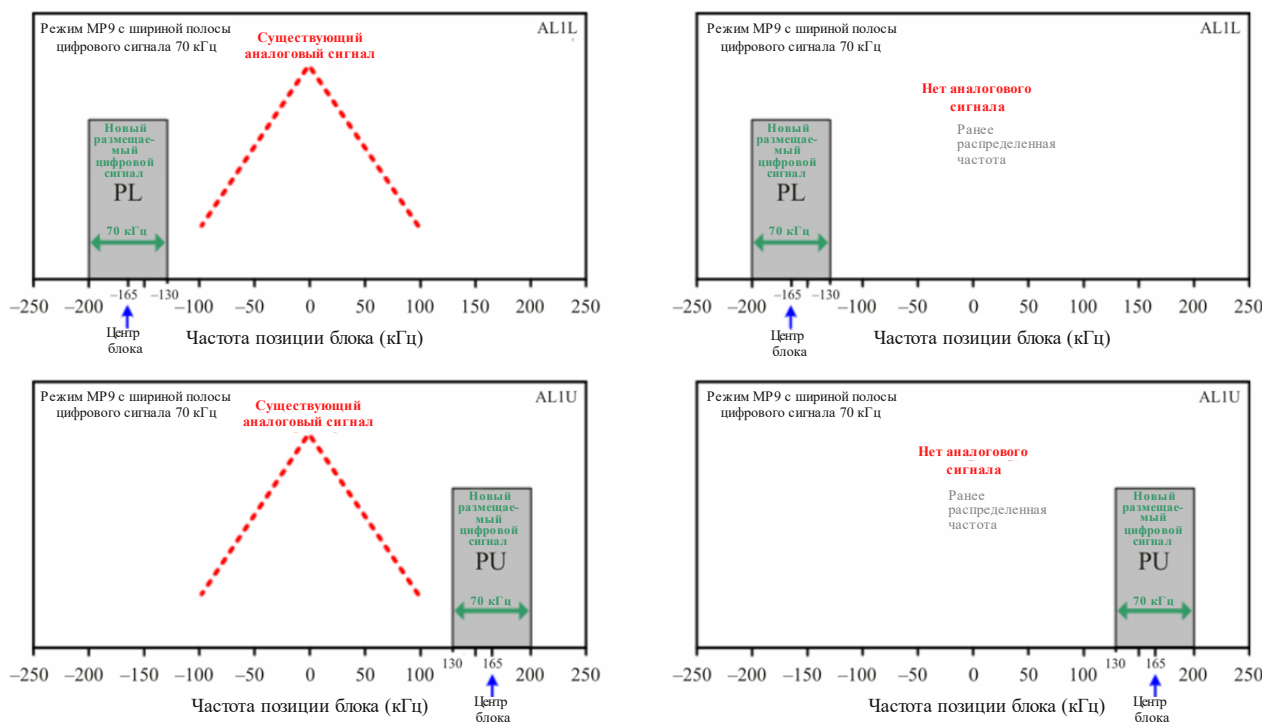 Режим MP9 с шириной полосы
цифрового сигнала 70 кГц
AL1L
Существующий
аналоговый сигнал
Новый
размещае-
мый
цифровой
сигнал
PL
70 кГц
–250 –200 –165 –130 –100 –50 0 50 100 150 200 250
Центр
блока
Частота позиции блока (кГц)
Режим MP9 с шириной полосы
цифрового сигнала 70 кГц
AL1L
Нет аналогового
сигнала
Ранее
распределенная
частота
Новый
размещае-
мый
цифровой
сигнал
PL
70 кГц
–250 –200 –165 –130 –100 –50 0 50 100 150 200 250
Центр
блока
Частота позиции блока (кГц)
Режим MP9 с шириной полосы
цифрового сигнала 70 кГц
AL1U
Существующий
аналоговый сигнал
Новый
размещае-
мый
цифровой
сигнал
PU
70 кГц
–250 –200 –150 –100 –50 0 50 100 130 165 200 250
Частота позиции блока (кГц)
Центр
блока
Режим MP9 с шириной полосы
цифрового сигнала 70 кГц
AL1U
Нет аналогового
сигнала
Ранее
распределенная
частота
Новый
размещае-
мый
цифровой
сигнал
PU
70 кГц
–250 –200 –150 –100 –50 0 50 100 130 165 200 250
Частота позиции блока (кГц)
Центр
блока